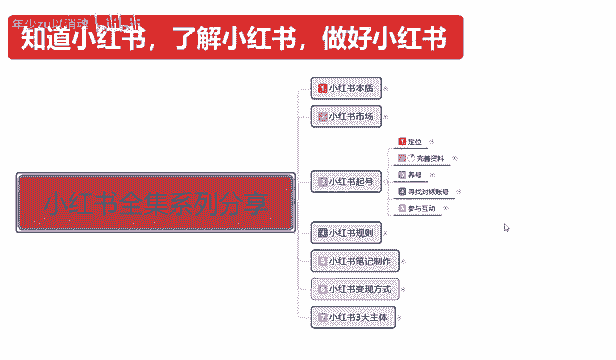 年少zu以消魂
知道小红书，了解小红书，做好小红书
小红书全集系列分享
1 小红书本质
2 小红书市场
3 小红书起号
1 定位
2 完善资料
3 养号
4 寻找对频账号
5 参与互动
4 小红书规则
5 小红书笔记制作
6 小红书变现方式
7 小红书3大主体